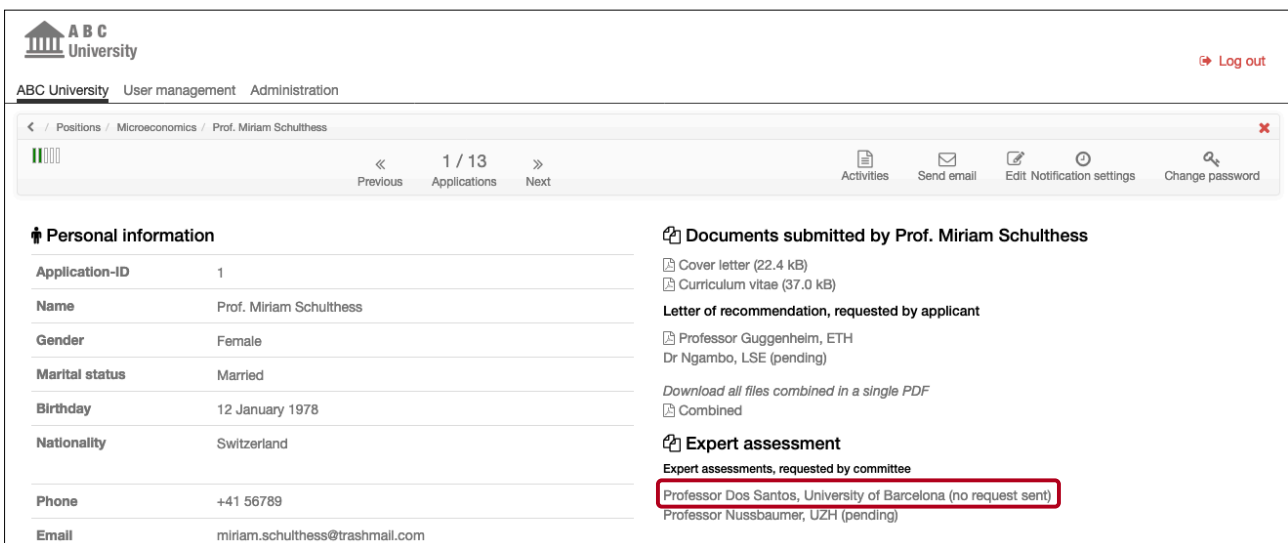 A B C
University
Log out
ABC University User management Administration
/ Positions / Microeconomics / Prof. Miriam Schulthess
« 1 / 13 »
Previous Applications Next
Activities Send email Edit Notification settings Change password
Personal information
Application-ID 1
Name Prof. Miriam Schulthess
Gender Female
Marital status Married
Birthday 12 January 1978
Nationality Switzerland
Phone +41 56789
Email miriam.schulthess@trashmail.com
Documents submitted by Prof. Miriam Schulthess
Cover letter (22.4 kB)
Curriculum vitae (37.0 kB)
Letter of recommendation, requested by applicant
Professor Guggenheim, ETH
Dr Ngambo, LSE (pending)
Download all files combined in a single PDF
Combined
Expert assessment
Expert assessments, requested by committee
Professor Dos Santos, University of Barcelona (no request sent)
Professor Nussbaumer, UZH (pending)